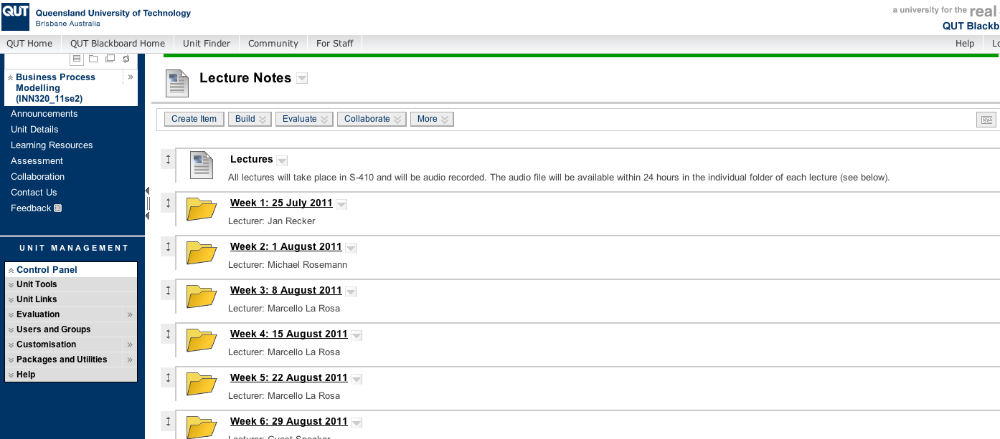 QUT Queensland University of Technology
Brisbane Australia
a university for the real
QUT Blackb
QUT Home QUT Blackboard Home Unit Finder Community For Staff Help Lo
Business Process
Modelling
(INN320_11se2)
Announcements
Unit Details
Learning Resources
Assessment
Collaboration
Contact Us
Feedback
UNIT MANAGEMENT
Control Panel
Unit Tools
Unit Links
Evaluation
Users and Groups
Customisation
Packages and Utilities
Help
Lecture Notes
Create Item Build Evaluate Collaborate More
Lectures
All lectures will take place in S-410 and will be audio recorded. The audio file will be available within 24 hours in the individual folder of each lecture (see below).
Week 1: 25 July 2011
Lecturer: Jan Recker
Week 2: 1 August 2011
Lecturer: Michael Rosemann
Week 3: 8 August 2011
Lecturer: Marcello La Rosa
Week 4: 15 August 2011
Lecturer: Marcello La Rosa
Week 5: 22 August 2011
Lecturer: Marcello La Rosa
Week 6: 29 August 2011
Lecturer: Guest Speaker